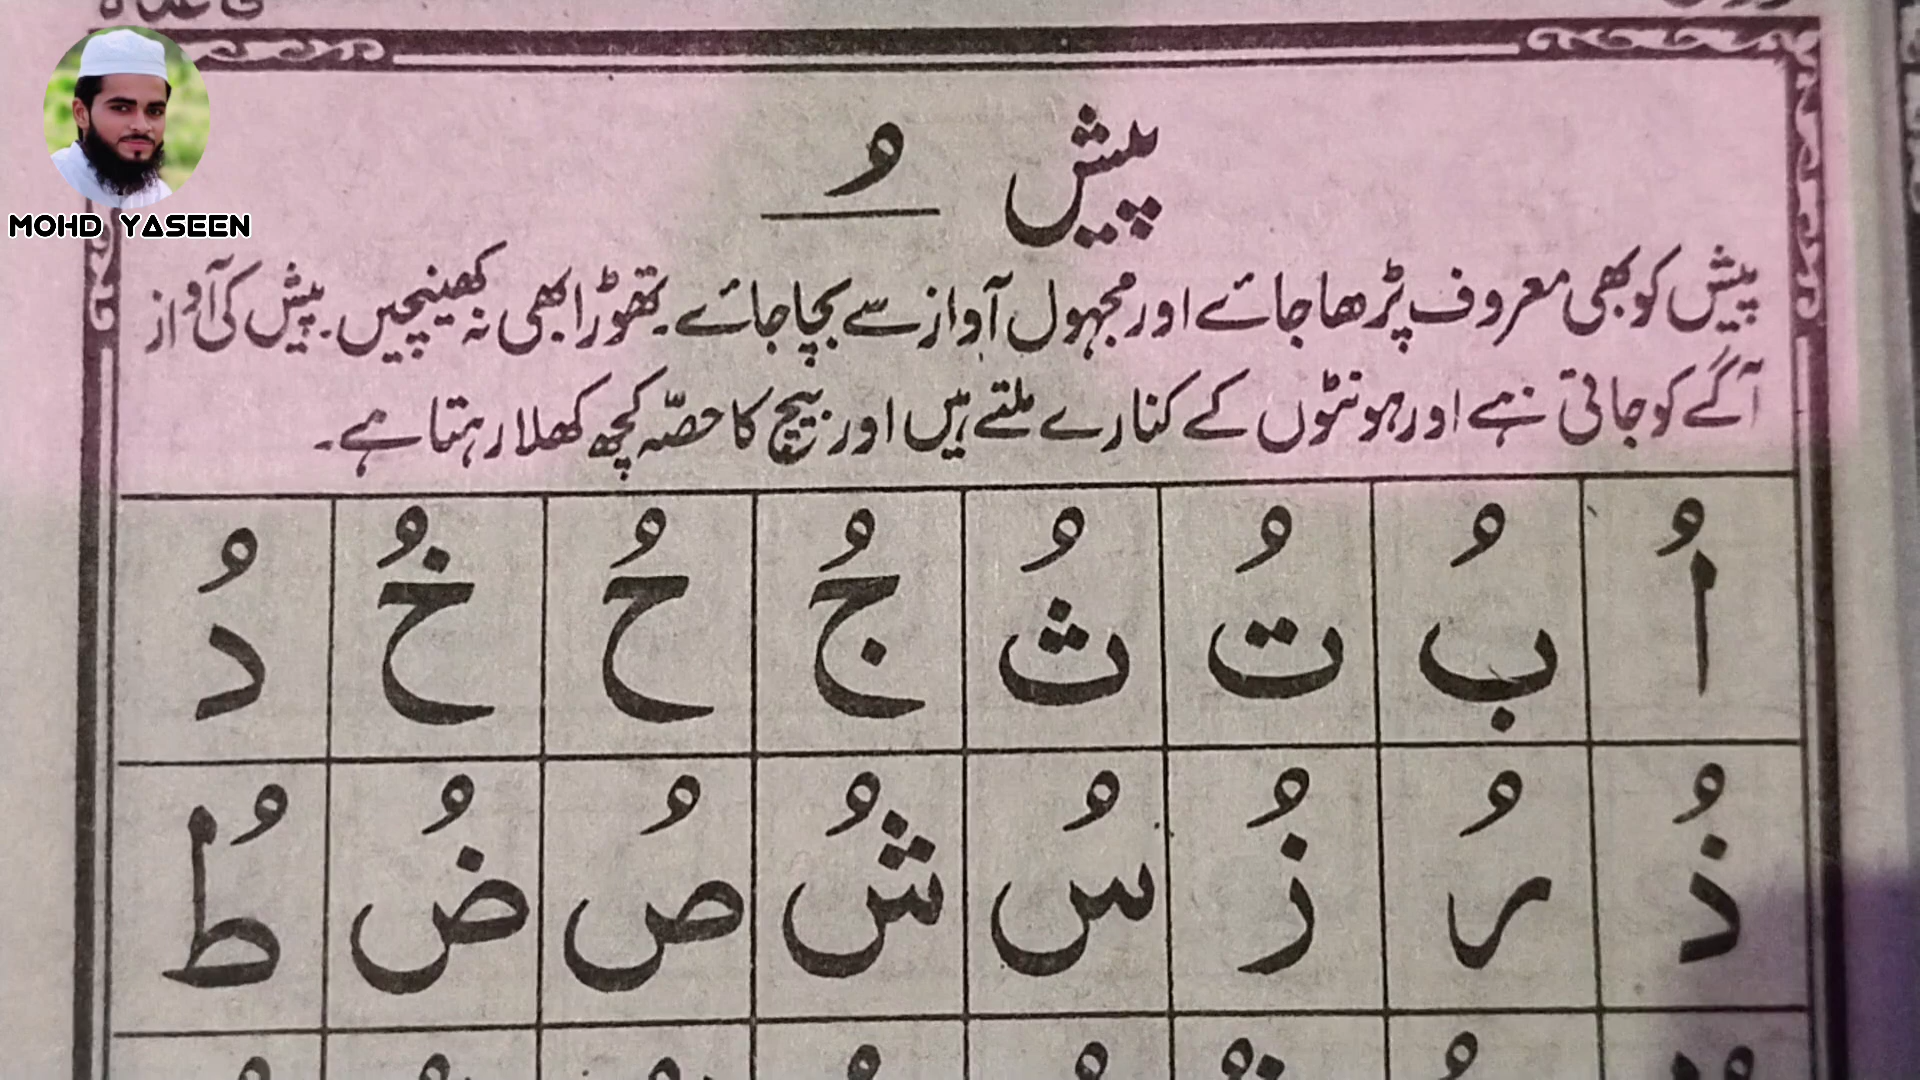 MOHD YASEEN
پیش ـُ
پیش کو بھی معروف پڑھا جائے اور مجہول آواز سے بچا جائے۔ تھوڑا بھی نہ کھینچیں۔ پیش کی آواز
آگے کو جاتی ہے اور ہونٹوں کے کنارے ملتے ہیں اور بیچ کا حصّہ کچھ کھلا رہتا ہے۔
اُ بُ تُ ثُ جُ حُ خُ دُ
ذُ رُ زُ سُ شُ صُ ضُ طُ